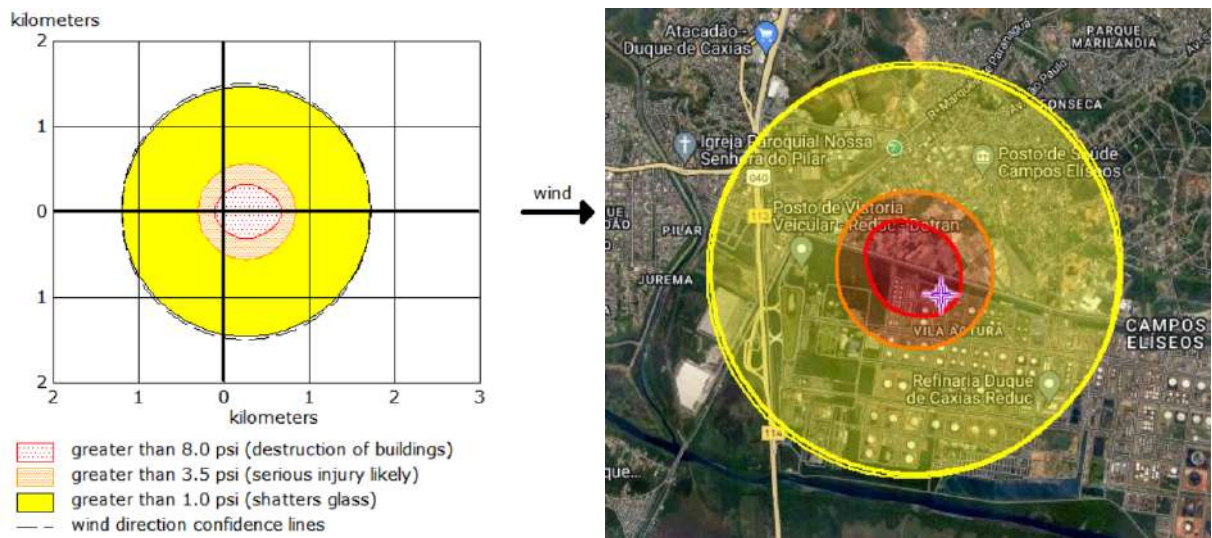 kilometers
2
1
0
1
2
2
1
0
1
2
3
kilometers
wind
greater than 8.0 psi (destruction of buildings)
greater than 3.5 psi (serious injury likely)
greater than 1.0 psi (shatters glass)
wind direction confidence lines
Atacadão -
Duque de Caxias
PARQUE
MARILANDIA
FONSECA
Igreja Paroquial Nossa
Senhora do Pilar
040
Posto de Saúde
Campos Elíseos
113
Posto de Vistoria
Veicular - Reduc - Detran
PILAR
JUREMA
VILA ACTURA
CAMPOS
ELÍSEOS
Refinaria Duque
de Caxias Reduc
114
que...